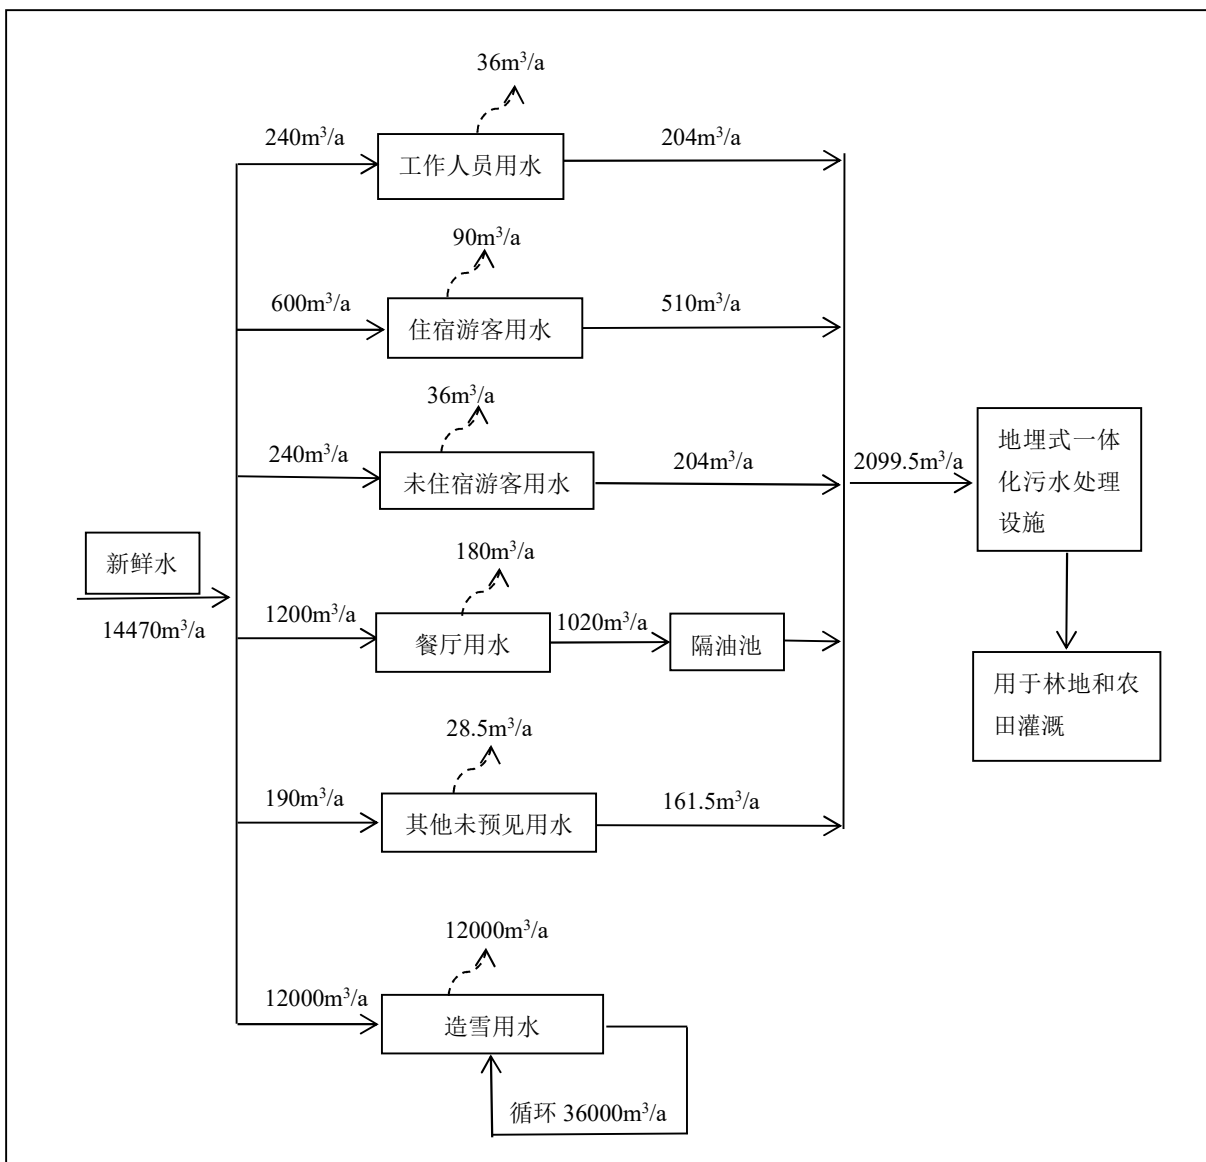 36m³/a
240m³/a
工作人员用水
204m³/a
90m³/a
600m³/a
住宿游客用水
510m³/a
36m³/a
240m³/a
未住宿游客用水
204m³/a
2099.5m³/a
地埋式一体
化污水处理
设施
新鲜水
14470m³/a
180m³/a
1200m³/a
餐厅用水
1020m³/a
隔油池
用于林地和农
田灌溉
28.5m³/a
190m³/a
其他未预见用水
161.5m³/a
12000m³/a
12000m³/a
造雪用水
循环 36000m³/a